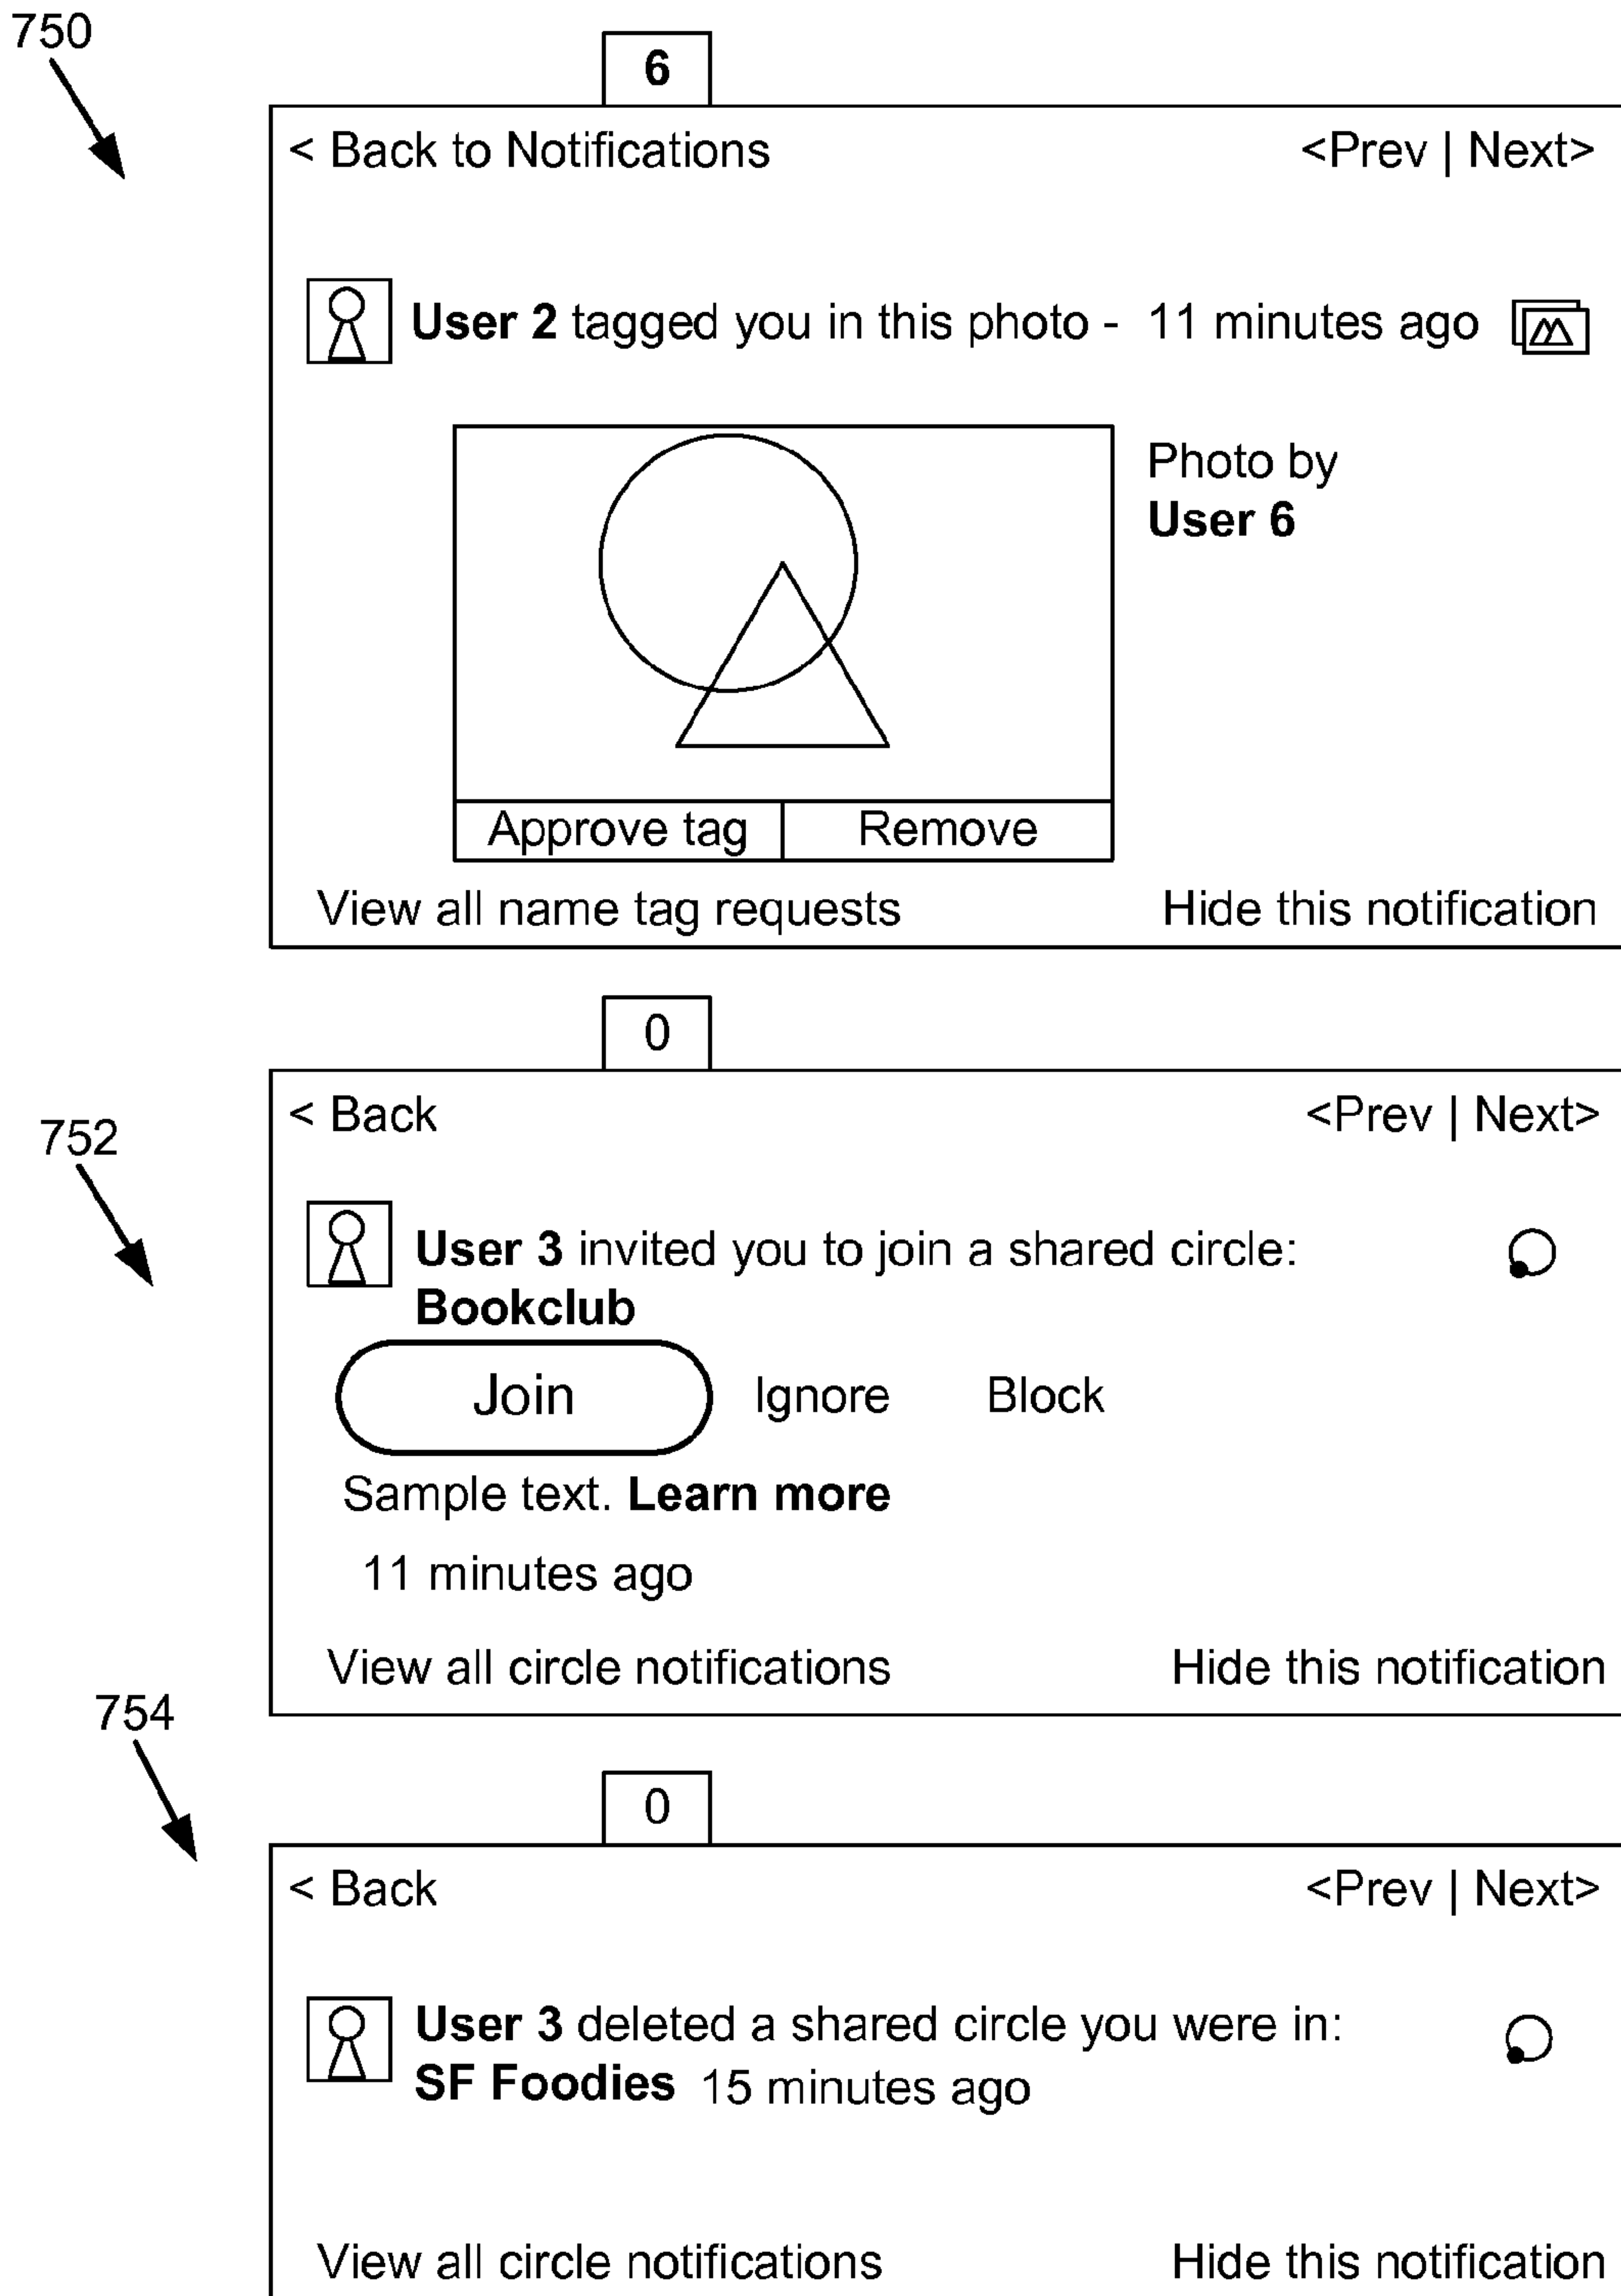 750
6
< Back to Notifications <Prev | Next>
User 2 tagged you in this photo - 11 minutes ago
Photo by
User 6
Approve tag Remove
View all name tag requests Hide this notification
0
752
< Back <Prev | Next>
User 3 invited you to join a shared circle:
Bookclub
Join Ignore Block
Sample text. Learn more
11 minutes ago
View all circle notifications Hide this notification
754
0
< Back <Prev | Next>
User 3 deleted a shared circle you were in:
SF Foodies 15 minutes ago
View all circle notifications Hide this notification